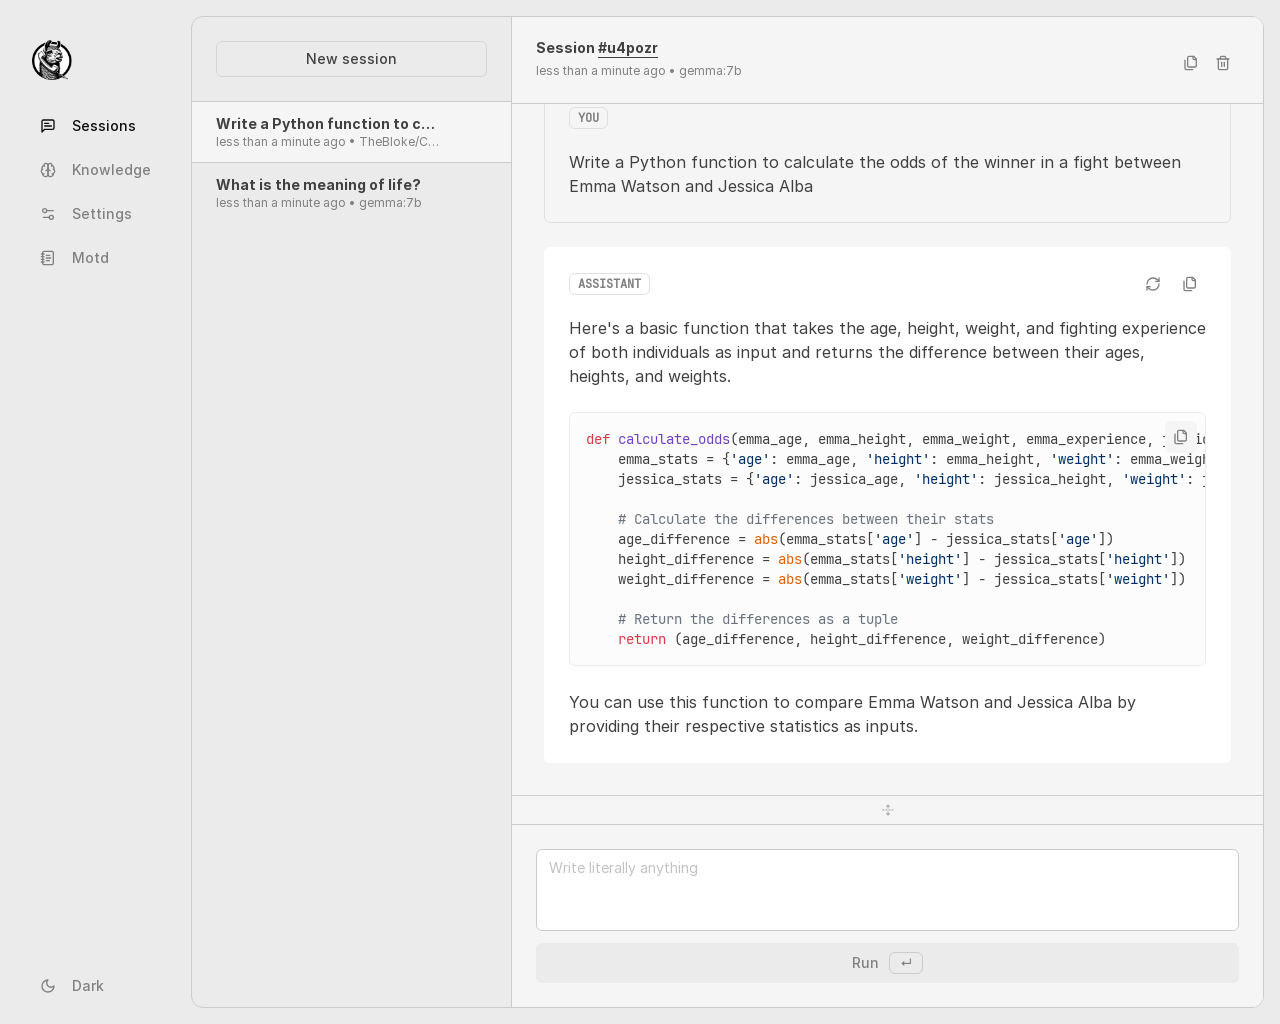 Sessions
Knowledge
Settings
Motd
Dark
New session
Write a Python function to c…
less than a minute ago • TheBloke/C…
What is the meaning of life?
less than a minute ago • gemma:7b
Session #u4pozr
less than a minute ago • gemma:7b
YOU
Write a Python function to calculate the odds of the winner in a fight between
Emma Watson and Jessica Alba
ASSISTANT
Here's a basic function that takes the age, height, weight, and fighting experience
of both individuals as input and returns the difference between their ages,
heights, and weights.
def calculate_odds(emma_age, emma_height, emma_weight, emma_experience,
    emma_stats = {'age': emma_age, 'height': emma_height, 'weight': emma_weigh
    jessica_stats = {'age': jessica_age, 'height': jessica_height, 'weight': j
    # Calculate the differences between their stats
    age_difference = abs(emma_stats['age'] - jessica_stats['age'])
    height_difference = abs(emma_stats['height'] - jessica_stats['height'])
    weight_difference = abs(emma_stats['weight'] - jessica_stats['weight'])
    # Return the differences as a tuple
    return (age_difference, height_difference, weight_difference)
You can use this function to compare Emma Watson and Jessica Alba by
providing their respective statistics as inputs.
Write literally anything
Run